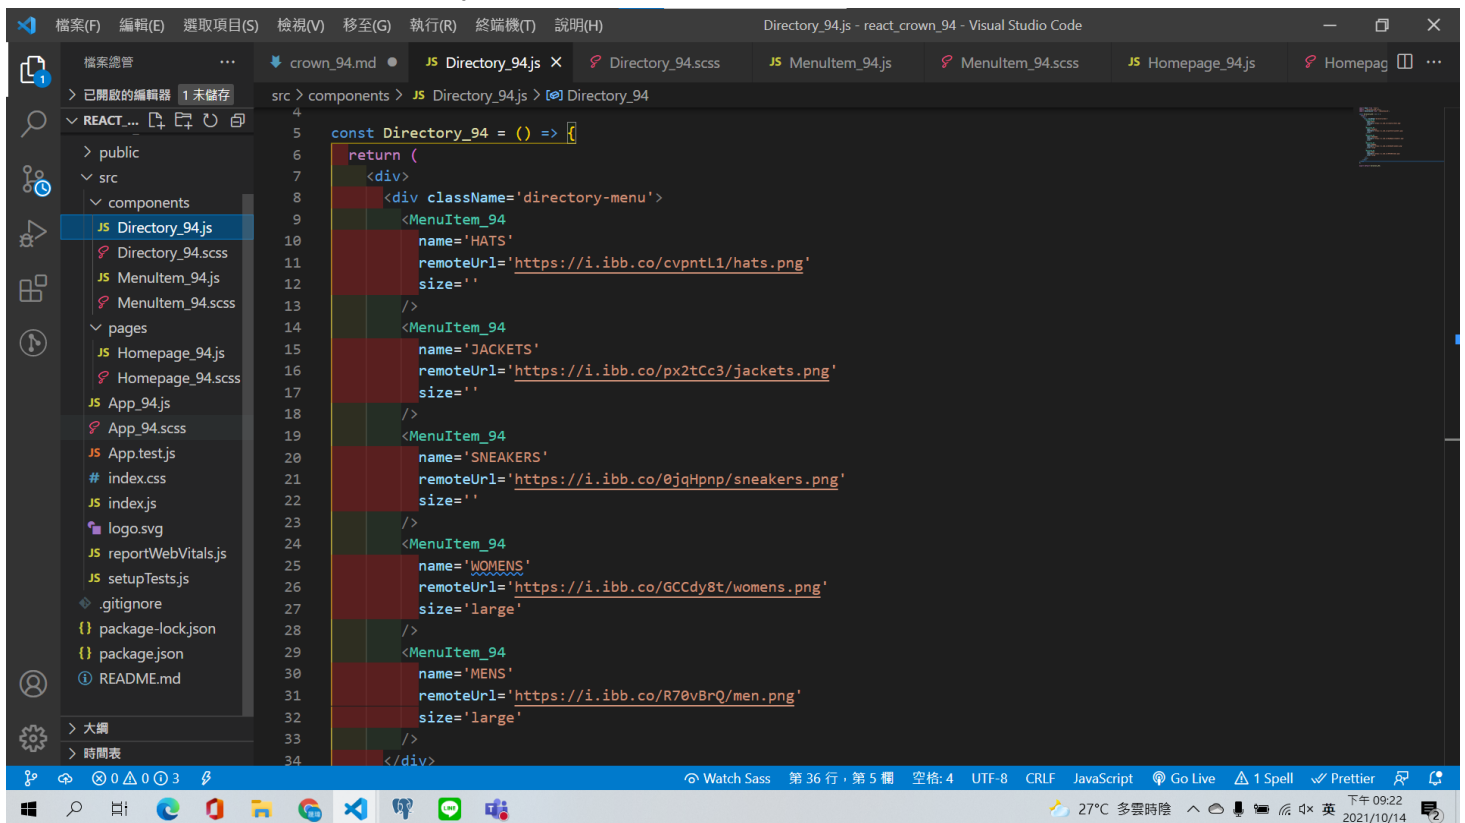 檔案(F) 編輯(E) 選取項目(S) 檢視(V) 移至(G) 執行(R) 終端機(T) 說明(H) Directory_94.js - react_crown_94 - Visual Studio Code
檔案總管 ··· crown_94.md ● JS Directory_94.js × Directory_94.scss JS MenuItem_94.js MenuItem_94.scss JS Homepage_94.js Homepag ···
> 已開啟的編輯器 1 未儲存
src > components > JS Directory_94.js > Directory_94
REACT_...
public
src
components
JS Directory_94.js
Directory_94.scss
JS MenuItem_94.js
MenuItem_94.scss
pages
JS Homepage_94.js
Homepage_94.scss
JS App_94.js
App_94.scss
JS App.test.js
# index.css
JS index.js
logo.svg
JS reportWebVitals.js
JS setupTests.js
.gitignore
{} package-lock.json
{} package.json
README.md
大綱
時間表
4
5 const Directory_94 = () => {
6 return (
7 <div>
8 <div className='directory-menu'>
9 <MenuItem_94
10 name='HATS'
11 remoteUrl='https://i.ibb.co/cvpntL1/hats.png'
12 size=''
13 />
14 <MenuItem_94
15 name='JACKETS'
16 remoteUrl='https://i.ibb.co/px2tCc3/jackets.png'
17 size=''
18 />
19 <MenuItem_94
20 name='SNEAKERS'
21 remoteUrl='https://i.ibb.co/0jqHpnp/sneakers.png'
22 size=''
23 />
24 <MenuItem_94
25 name='WOMENS'
26 remoteUrl='https://i.ibb.co/GCCdy8t/womens.png'
27 size='large'
28 />
29 <MenuItem_94
30 name='MENS'
31 remoteUrl='https://i.ibb.co/R70vBrQ/men.png'
32 size='large'
33 />
34 </div>
0 0 3 Watch Sass 第 36 行，第 5 欄 空格: 4 UTF-8 CRLF JavaScript Go Live 1 Spell Prettier
27°C 多雲時陰 英 下午 09:22
2021/10/14